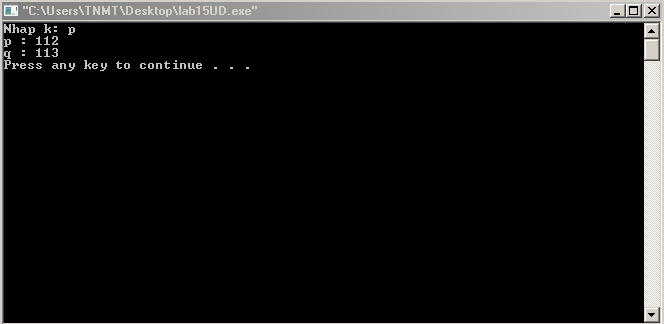 "C:\Users\TNMT\Desktop\lab15UD.exe"
Nhap k: p
p : 112
q : 113
Press any key to continue . . .